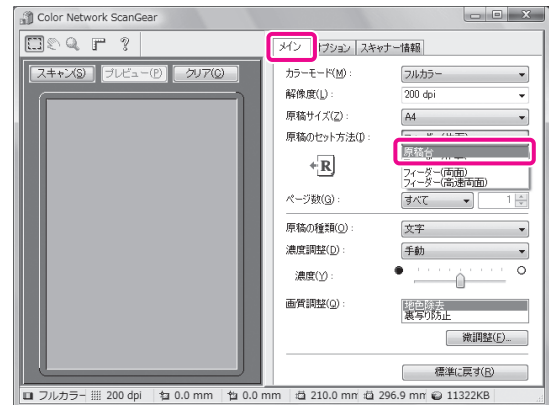 Color Network ScanGear
メイン オプション スキャナー情報
スキャン(S) プレビュー(P) クリア(C)
カラーモード(M): フルカラー
解像度(L): 200 dpi
原稿サイズ(Z): A4
原稿のセット方法(I):
原稿台
R
フィーダー(両面)
フィーダー(高速両面)
ページ数(G): すべて 1
原稿の種類(O): 文字
濃度調整(D): 手動
濃度(Y):
画質調整(Q): 地色除去
裏写り防止
微調整(F)...
標準に戻す(R)
フルカラー 200 dpi 0.0 mm 0.0 mm 210.0 mm 296.9 mm 11322KB